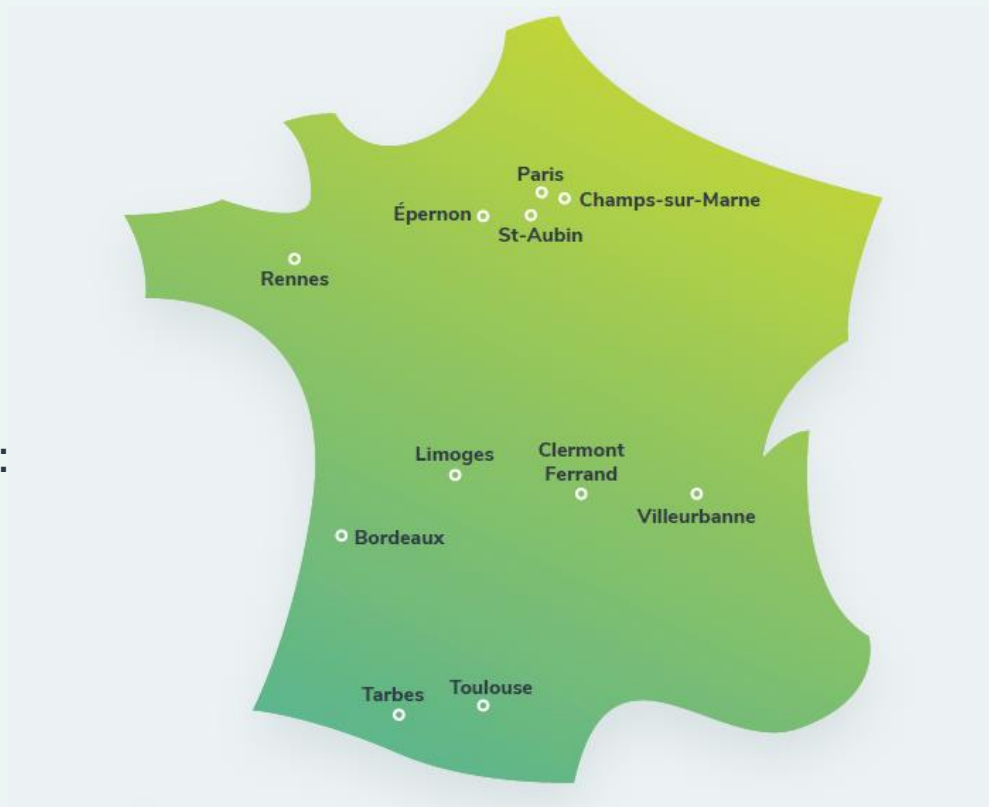 Paris
Champs-sur-Marne
Épernon
St-Aubin
Rennes
:
Limoges
Clermont
Ferrand
Villeurbanne
Bordeaux
Tarbes
Toulouse